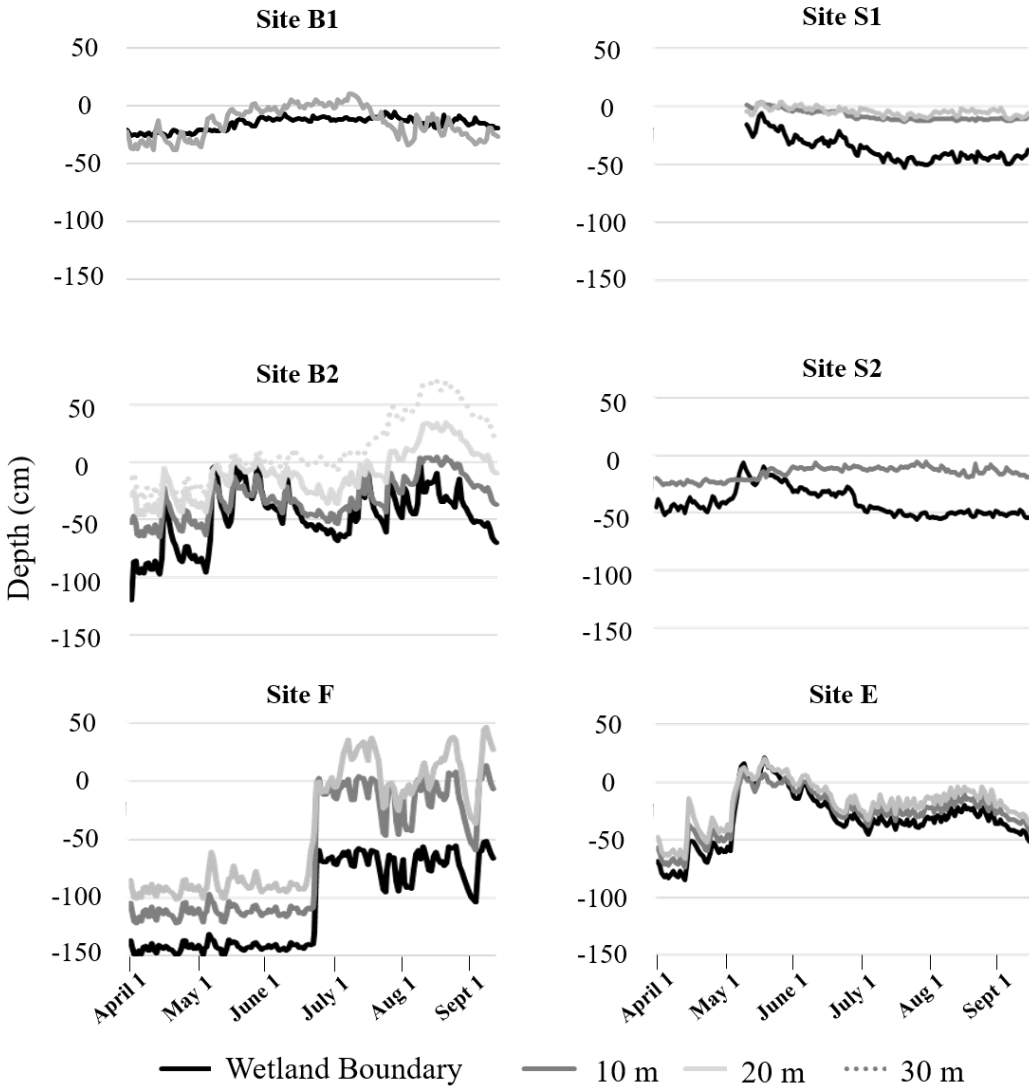 Site B1
50
0
-50
-100
-150
Site S1
50
0
-50
-100
-150
Depth (cm)
Site B2
50
0
-50
-100
-150
Site S2
50
0
-50
-100
-150
Site F
50
0
-50
-100
-150
April 1
May 1
June 1
July 1
Aug 1
Sept 1
Site E
50
0
-50
-100
-150
April 1
May 1
June 1
July 1
Aug 1
Sept 1
Wetland Boundary 10 m 20 m 30 m